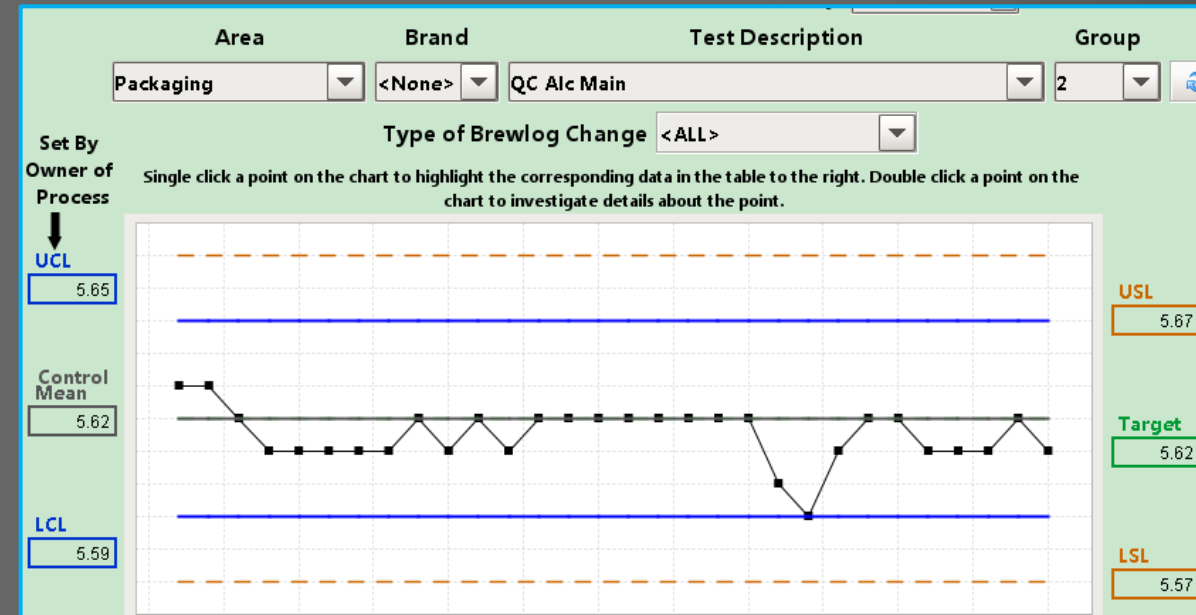 Area Brand Test Description Group
Packaging <None> QC Alc Main 2
Type of Brewlog Change <ALL>
Set By
Owner of
Process
Single click a point on the chart to highlight the corresponding data in the table to the right. Double click a point on the
chart to investigate details about the point.
UCL
5.65
USL
5.67
Control
Mean
5.62
Target
5.62
LCL
5.59
LSL
5.57